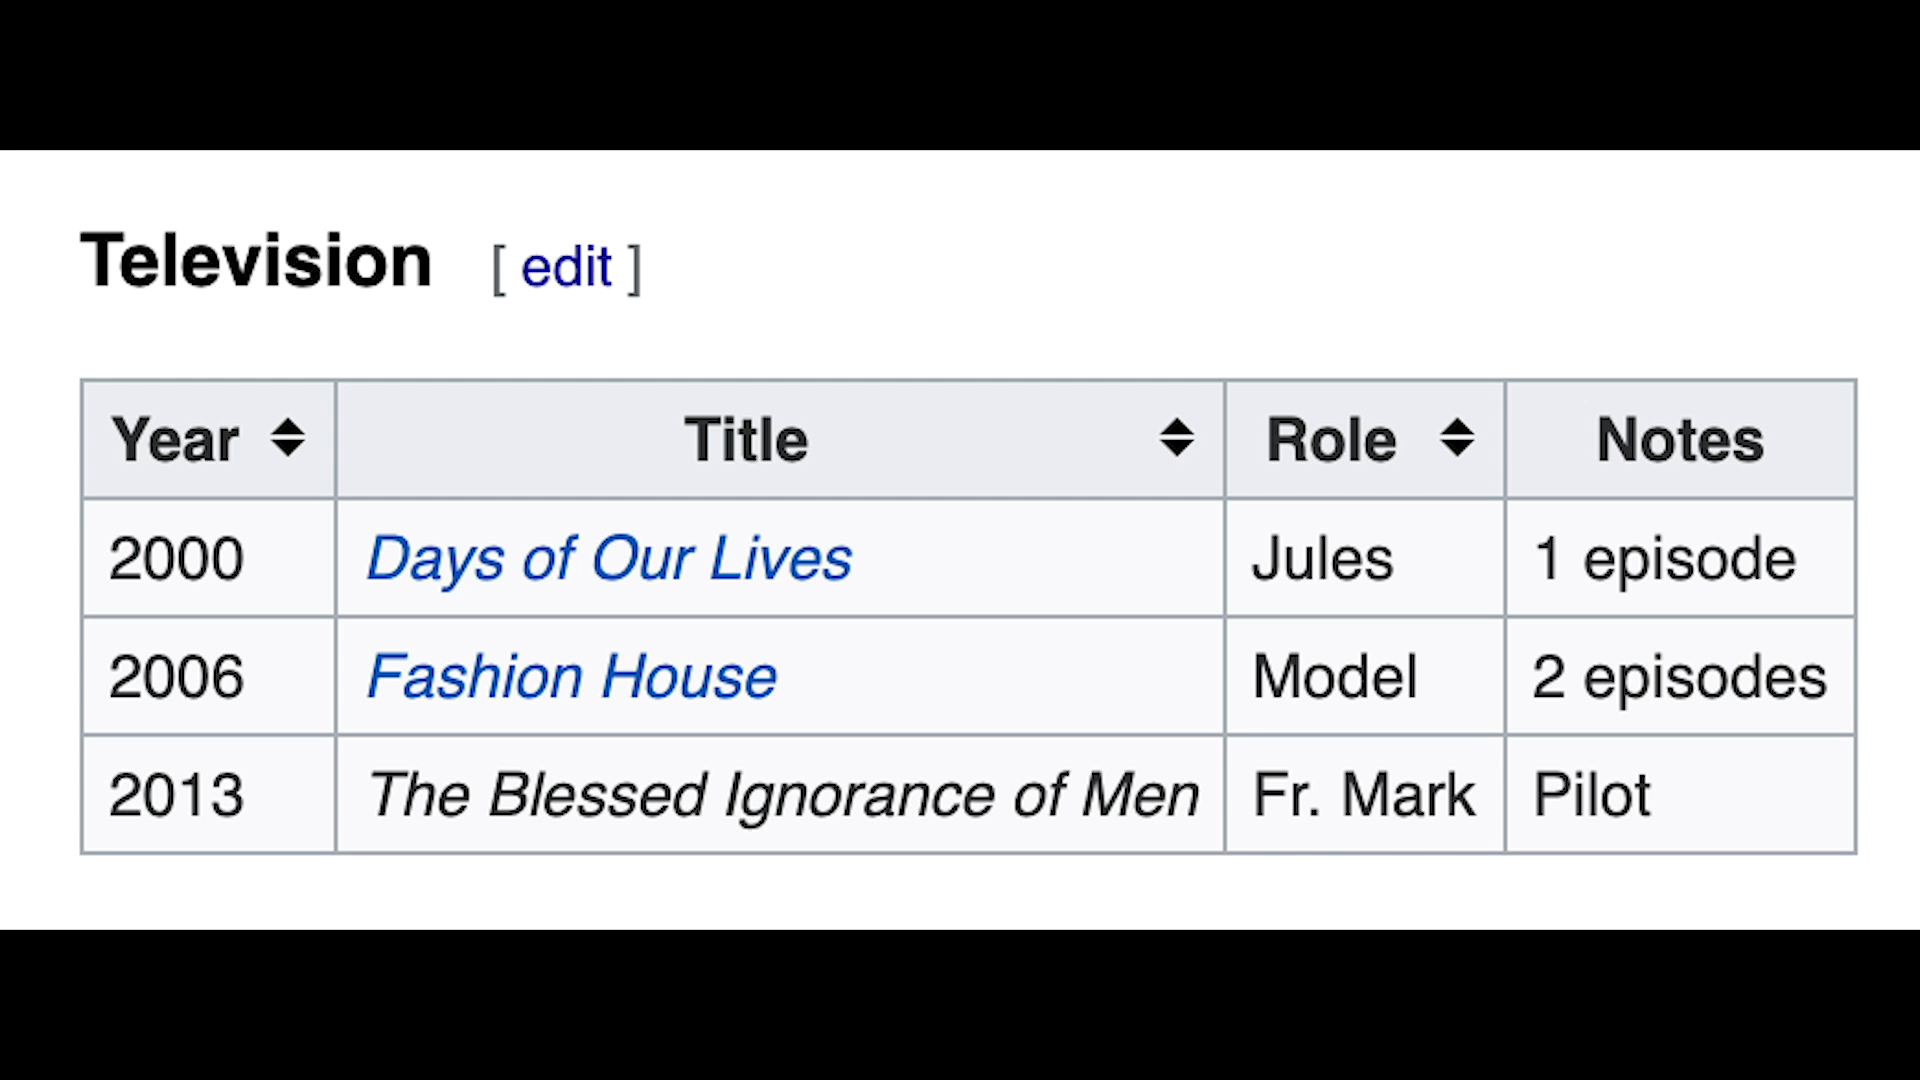 Television [ edit ]
Year Title Role Notes
2000 Days of Our Lives Jules 1 episode
2006 Fashion House Model 2 episodes
2013 The Blessed Ignorance of Men Fr. Mark Pilot